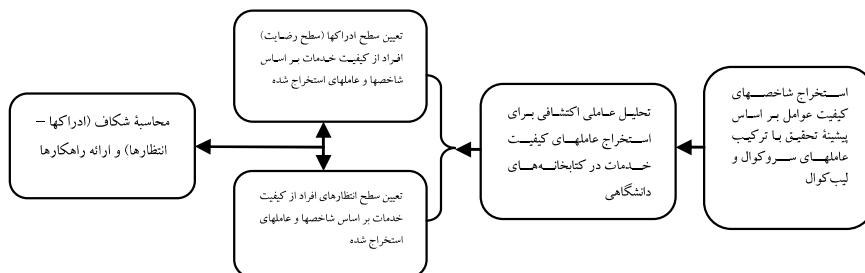 استخراج شاخصهای
کیفیت عوامل بر اساس
پیشینهٔ تحقیق با ترکیب
عاملهای سروکوال و
لیب‌کوال
تحلیل عاملی اکتشافی برای
استخراج عاملهای کیفیت
خدمات در کتابخانه‌های
دانشگاهی
تعیین سطح ادراکها (سطح رضایت)
افراد از کیفیت خدمات بر اساس
شاخصها و عاملهای استخراج شده
تعیین سطح انتظارهای افراد از کیفیت
خدمات بر اساس شاخصها و عاملهای
استخراج شده
محاسبهٔ شکاف (ادراکها –
انتظارها) و ارائه راهکارها